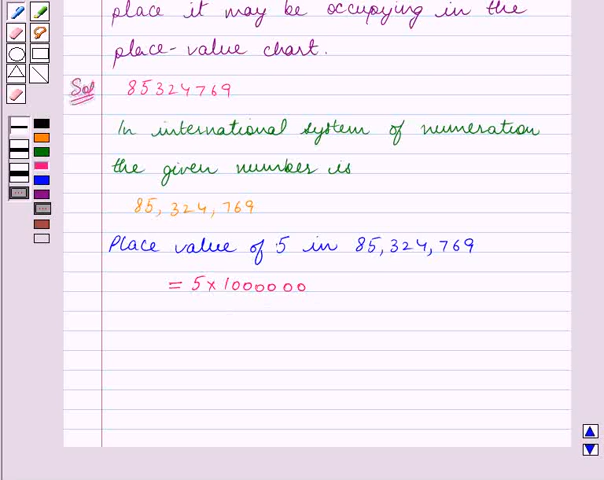 place it may be occupying in the
place-value chart.
Sol 85324769
In international system of numeration
the given number is
85, 324, 769
Place value of 5 in 85,324,769
= 5×1000000